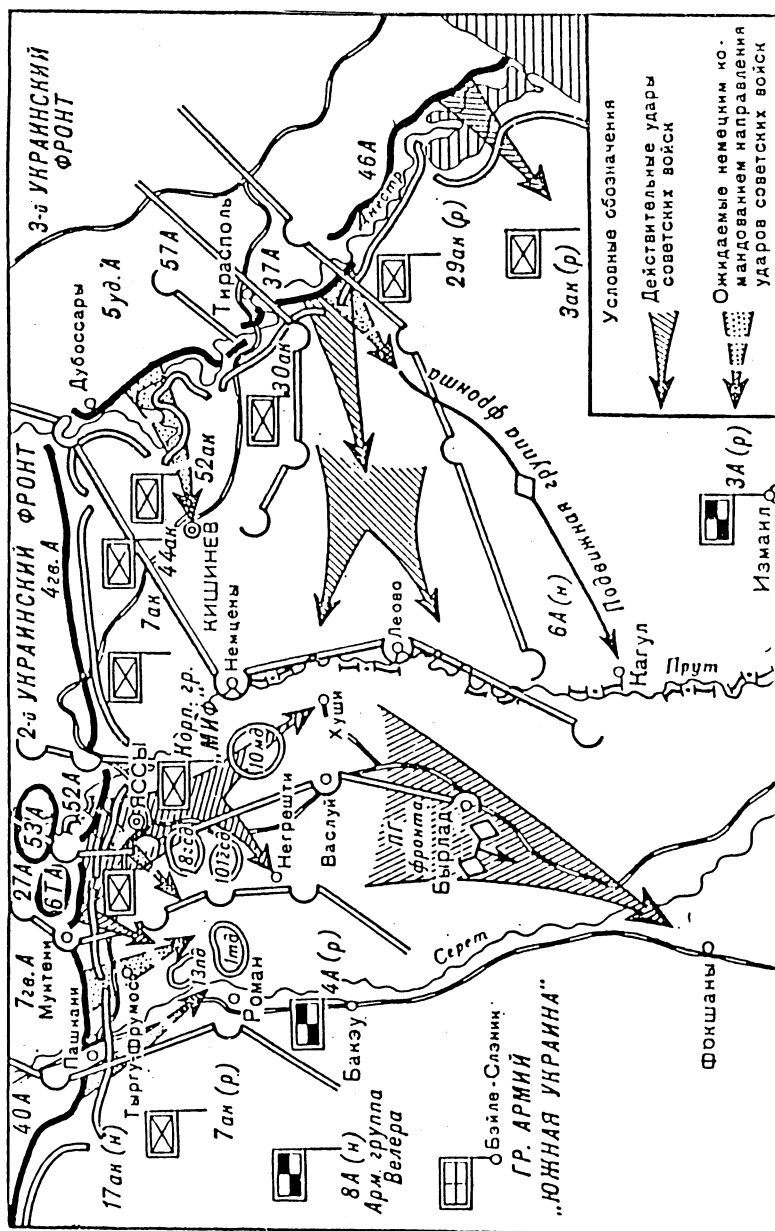 3-й УКРАИНСКИЙ
ФРОНТ
2-й УКРАИНСКИЙ ФРОНТ
40А
7гв.А
27А
6ТА
53А
52А
4гв.А
5уд.А
57А
37А
46А
Дубоссары
Тирасполь
Днестр
Пашкани
Мунтени
Тыргу-Фрумос
ЯССЫ
Корп. гр.
„МИФ"
7ак
44ак
52ак
30ак
29ак (р)
3ак (р)
КИШИНЕВ
Немцены
Леово
17ак (н)
7ак (р)
13пд
1тд
101гсд
10мд
Роман
Негрешти
Васлуй
Хуши
ПГ
фронта
Бырлад
6А (н)
Подвижная группа фронта
Кагул
Прут
3А (р)
Измаил
8А (н)
Арм. группа
Велера
4А (р)
Бакэу
Серет
Бэйле-Слэник
ГР. АРМИЙ
„ЮЖНАЯ УКРАИНА"
Фокшаны
Условные обозначения
Действительные удары
советских войск
Ожидаемые немецким ко-
мандованием направления
ударов советских войск